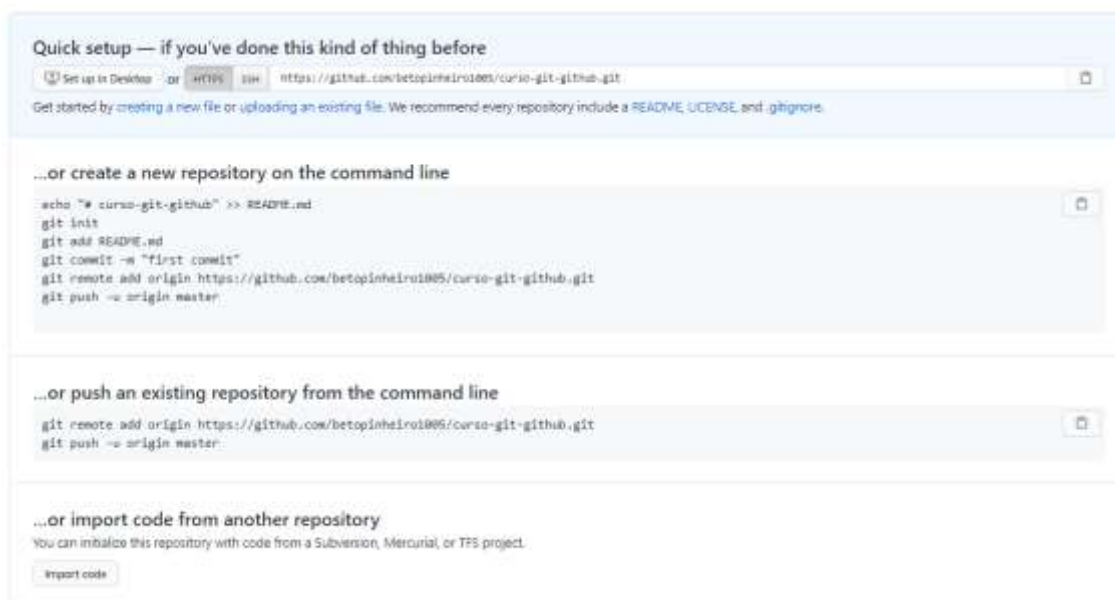 Quick setup — if you've done this kind of thing before
Set up in Desktop or HTTPS SSH https://github.com/betopinheiro1005/curso-git-github.git
Get started by creating a new file or uploading an existing file. We recommend every repository include a README, LICENSE, and .gitignore.
...or create a new repository on the command line
echo "# curso-git-github" >> README.md
git init
git add README.md
git commit -m "first commit"
git remote add origin https://github.com/betopinheiro1005/curso-git-github.git
git push -u origin master
...or push an existing repository from the command line
git remote add origin https://github.com/betopinheiro1005/curso-git-github.git
git push -u origin master
...or import code from another repository
You can initialize this repository with code from a Subversion, Mercurial, or TFS project.
Import code